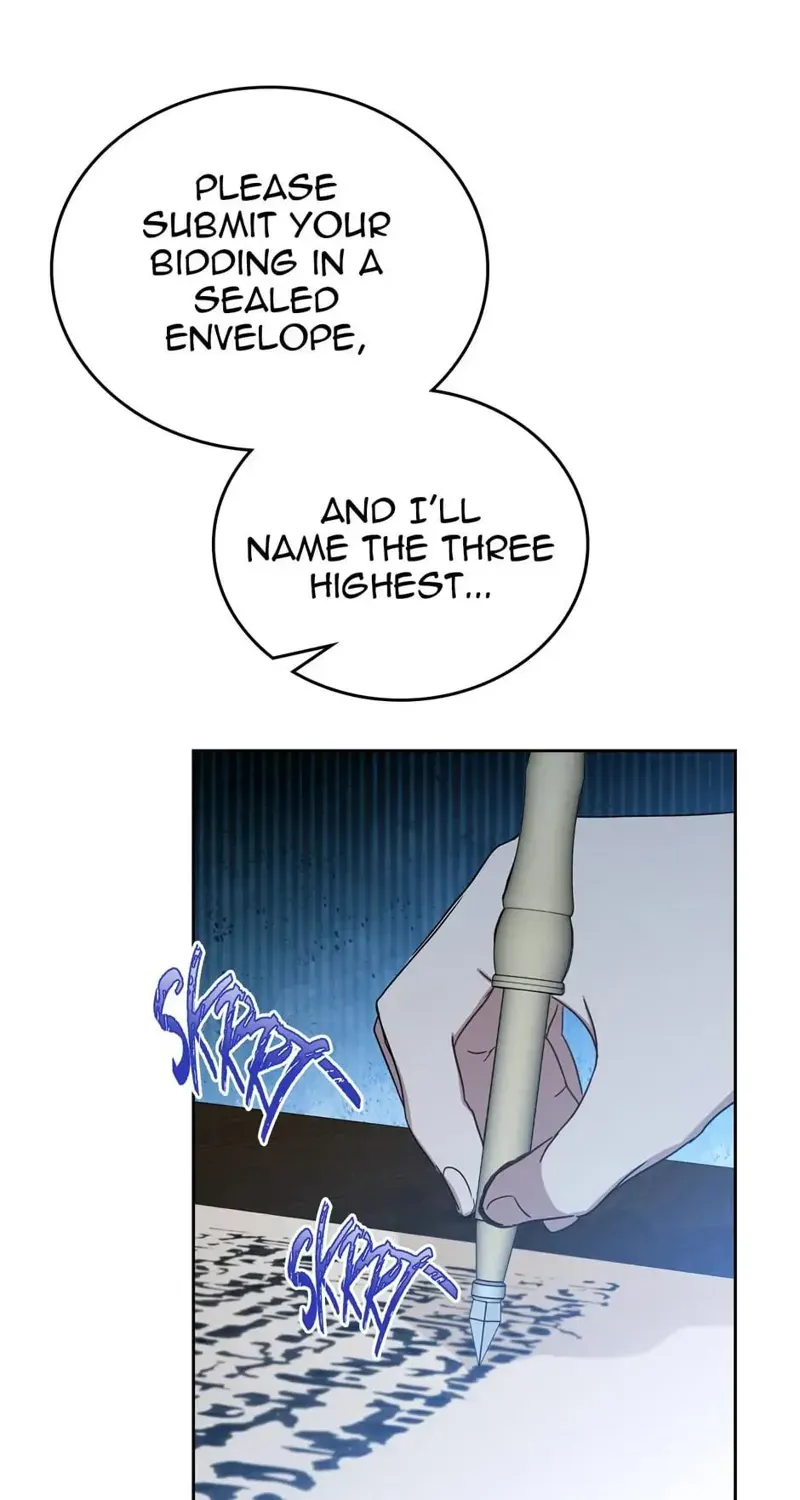 PLEASE
SUBMIT YOUR
BIDDING IN A
SEALED
ENVELOPE,
AND I'LL
NAME THE THREE
HIGHEST...
SKRRT
SKRRT